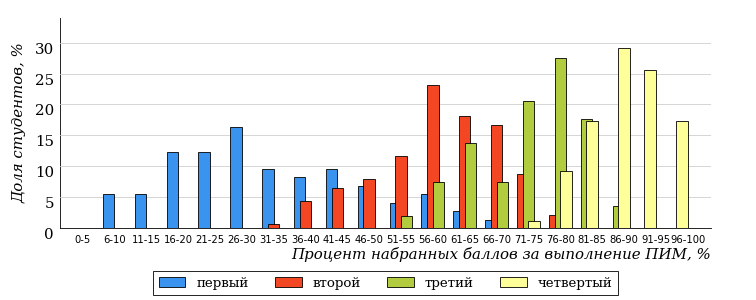 Доля студентов, %
30
25
20
15
10
5
0
0-5 6-10 11-15 16-20 21-25 26-30 31-35 36-40 41-45 46-50 51-55 56-60 61-65 66-70 71-75 76-80 81-85 86-90 91-95 96-100
Процент набранных баллов за выполнение ПИМ, %
первый второй третий четвертый